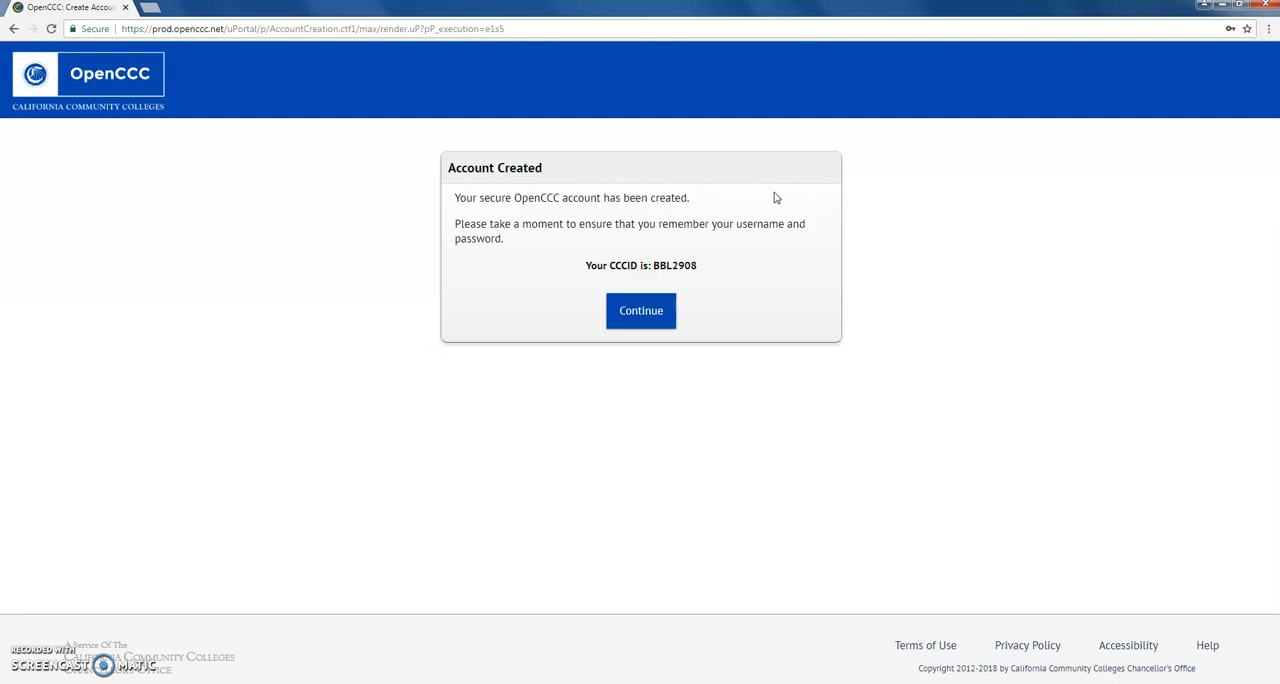 OpenCCC: Create Accou
Secure https://prod.openccc.net/uPortal/p/AccountCreation.ctf1/max/render.uP?pP_execution=e1s5
OpenCCC
CALIFORNIA COMMUNITY COLLEGES
Account Created
Your secure OpenCCC account has been created.
Please take a moment to ensure that you remember your username and
password.
Your CCCID is: BBL2908
Continue
A Service Of The
CALIFORNIA COMMUNITY COLLEGES
CHANCELLOR'S OFFICE
RECORDED WITH
SCREENCAST MATIC
Terms of Use Privacy Policy Accessibility Help
Copyright 2012-2018 by California Community Colleges Chancellor's Office